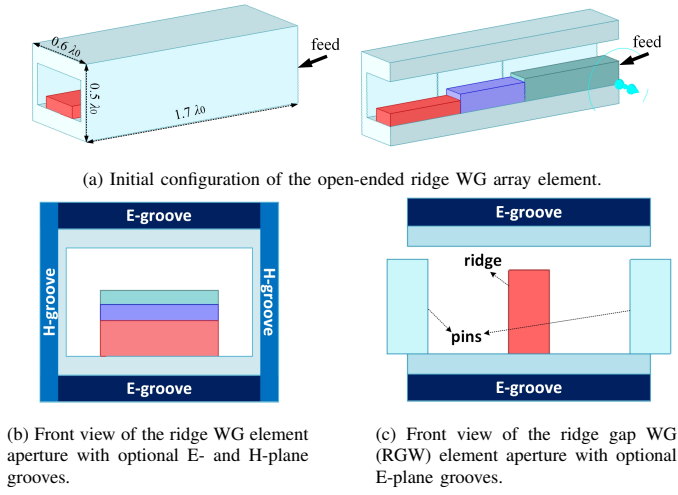 0.6 λ₀
0.5 λ₀
1.7 λ₀
feed
feed
(a) Initial configuration of the open-ended ridge WG array element.
E-groove
H-groove
H-groove
E-groove
(b) Front view of the ridge WG element
aperture with optional E- and H-plane
grooves.
E-groove
ridge
pins
E-groove
(c) Front view of the ridge gap WG
(RGW) element aperture with optional
E-plane grooves.